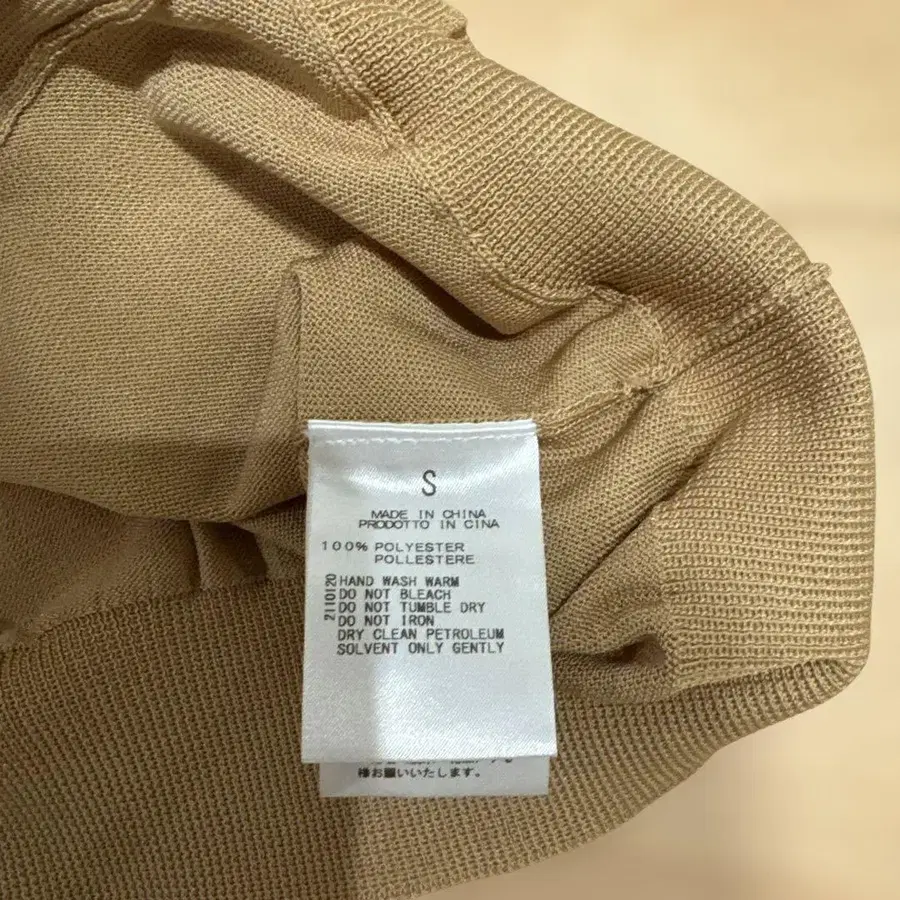 S
MADE IN CHINA
PRODOTTO IN CINA
100% POLYESTER
POLLESTERE
2110120
HAND WASH WARM
DO NOT BLEACH
DO NOT TUMBLE DRY
DO NOT IRON
DRY CLEAN PETROLEUM
SOLVENT ONLY GENTLY
様お願いいたします。